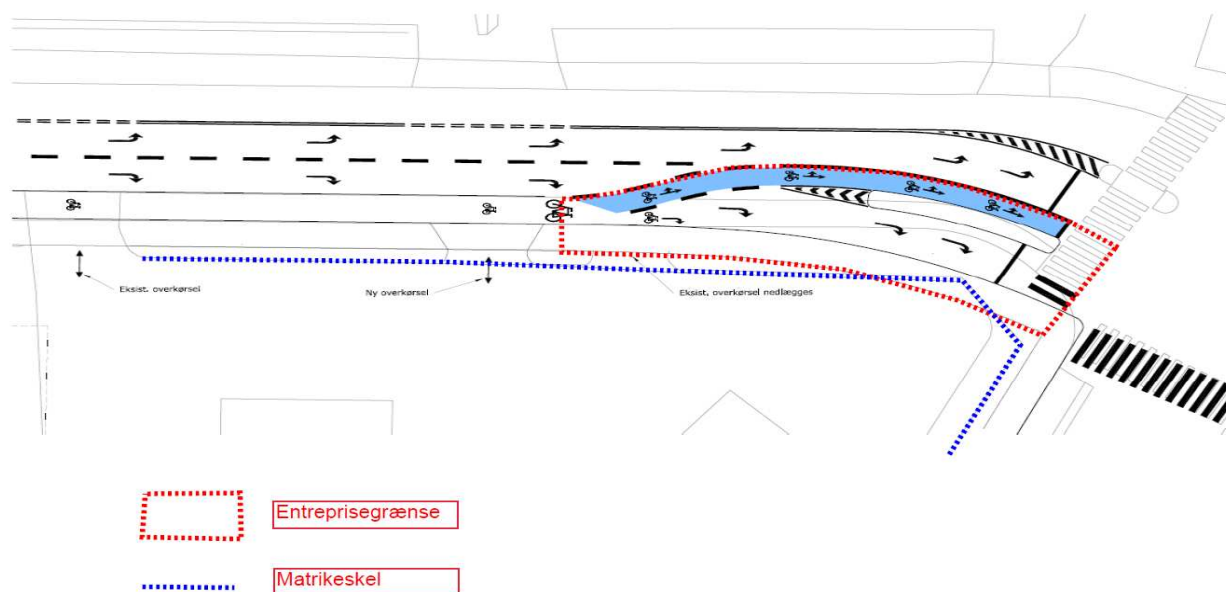 Eksist. overkørsel
Ny overkørsel
Eksist. overkørsel nedlægges
Entreprisegrænse
Matrikeskel